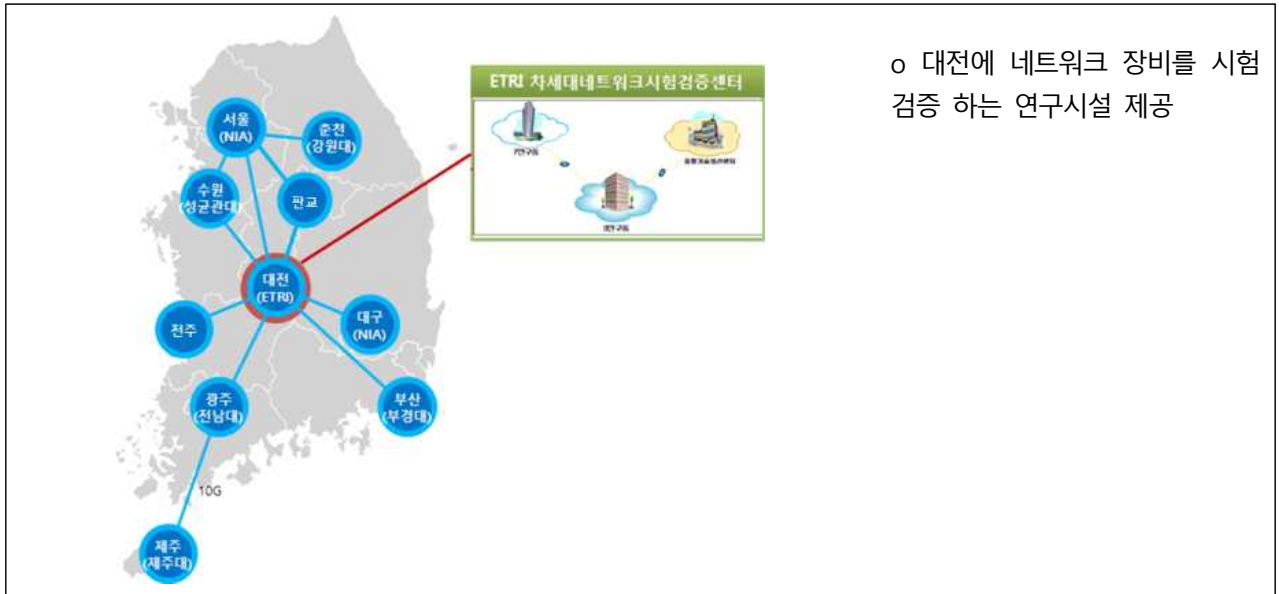 o 대전에 네트워크 장비를 시험
검증 하는 연구시설 제공
ETRI 차세대네트워크시험검증센터
7연구동
서울
(NIA)
춘천
(강원대)
수원
(성균관대)
판교
대전
(ETRI)
전주
대구
(NIA)
광주
(전남대)
부산
(부경대)
10G
제주
(제주대)